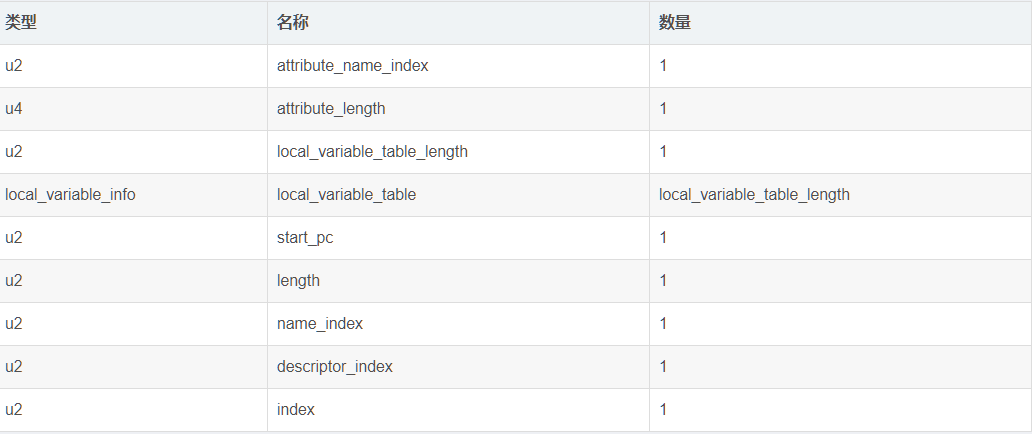 类型 名称 数量
u2 attribute_name_index 1
u4 attribute_length 1
u2 local_variable_table_length 1
local_variable_info local_variable_table local_variable_table_length
u2 start_pc 1
u2 length 1
u2 name_index 1
u2 descriptor_index 1
u2 index 1